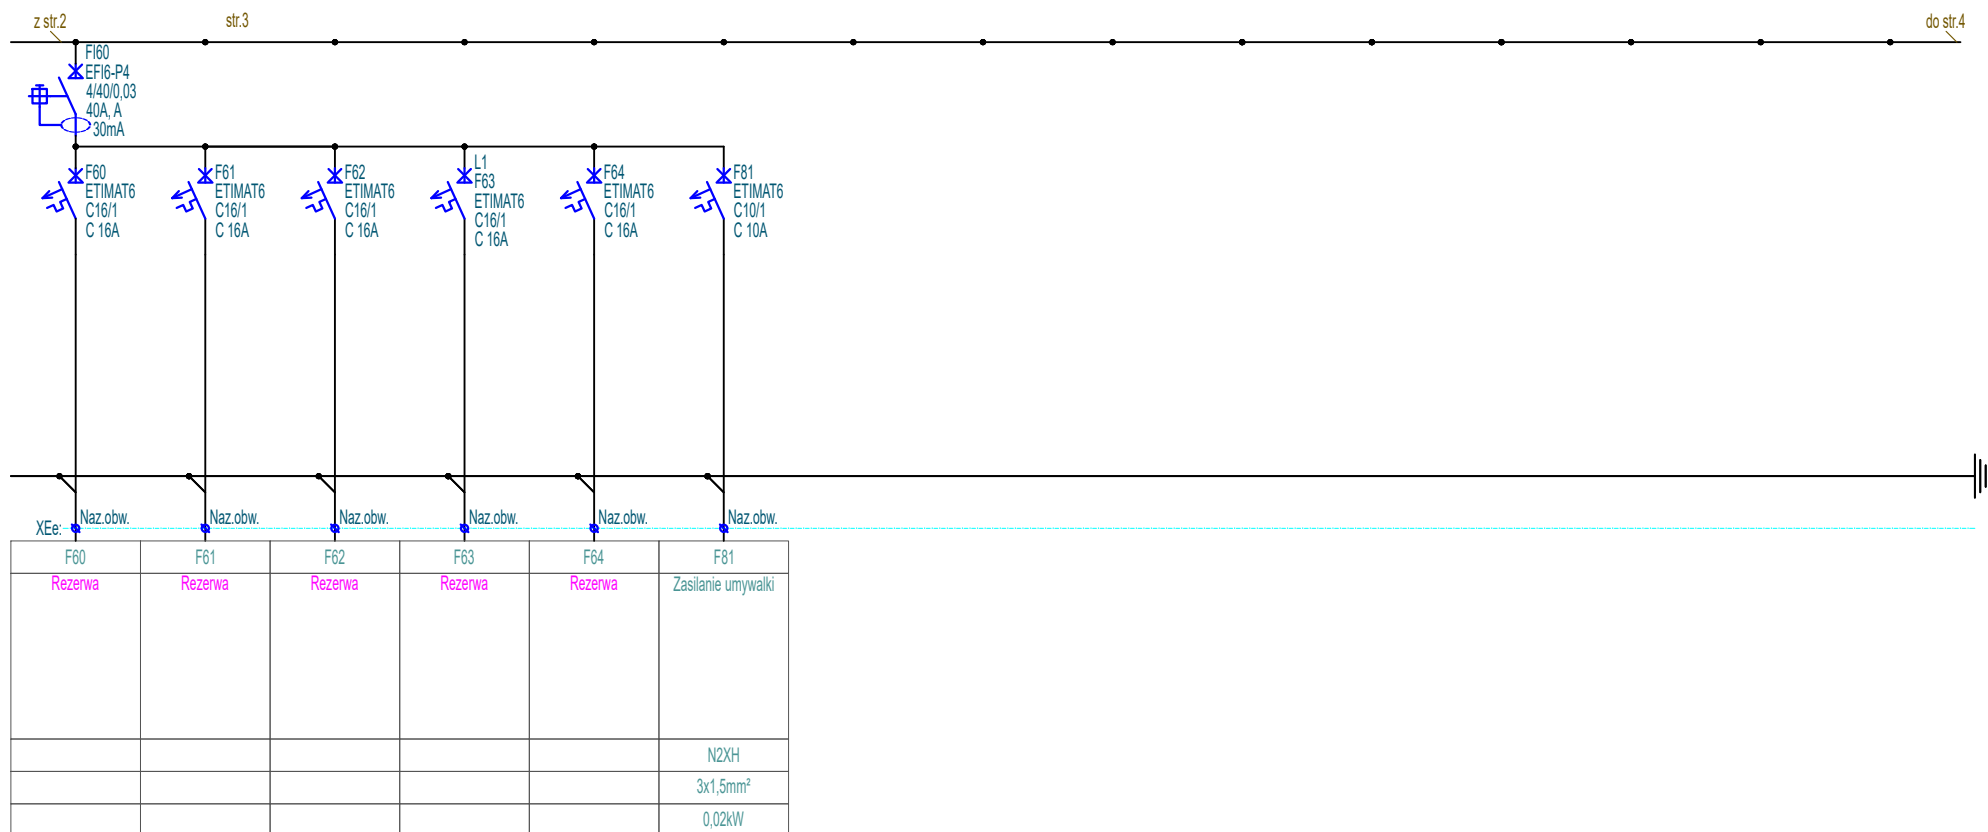 z str.2
str.3
do str.4
FI60
EFI6-P4
4/40/0,03
40A, A
30mA
F60
ETIMAT6
C16/1
C 16A
F61
ETIMAT6
C16/1
C 16A
F62
ETIMAT6
C16/1
C 16A
L1
F63
ETIMAT6
C16/1
C 16A
F64
ETIMAT6
C16/1
C 16A
F81
ETIMAT6
C10/1
C 10A
XEe:
Naz.obw.
Naz.obw.
Naz.obw.
Naz.obw.
Naz.obw.
Naz.obw.
F60
F61
F62
F63
F64
F81
Rezerwa
Rezerwa
Rezerwa
Rezerwa
Rezerwa
Zasilanie umywalki
N2XH
3x1,5mm²
0,02kW